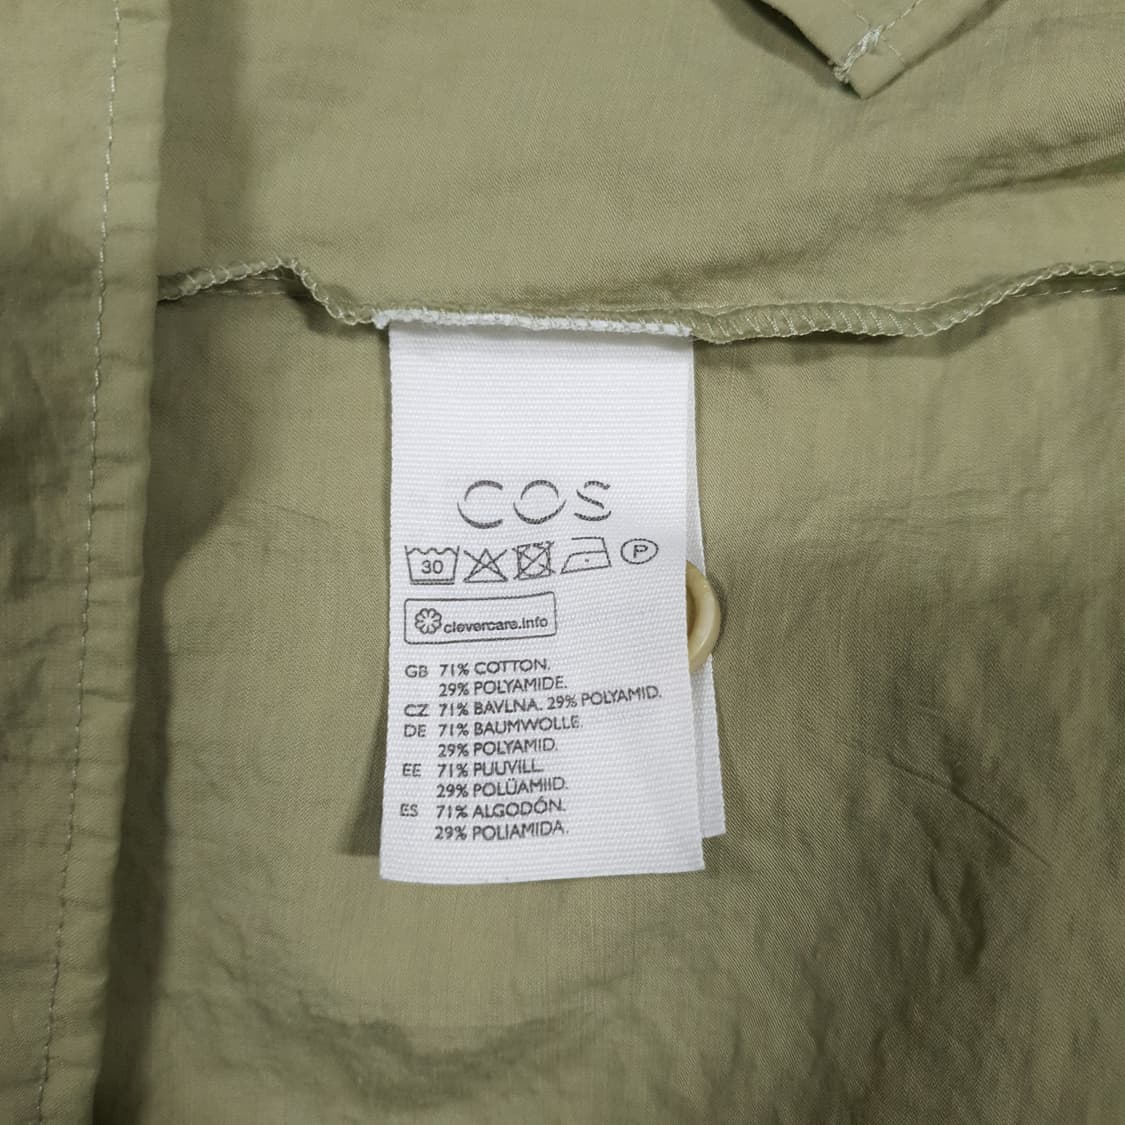 COS
30 P
clevercare.info
GB 71% COTTON.
29% POLYAMIDE.
CZ 71% BAVLNA. 29% POLYAMID.
DE 71% BAUMWOLLE.
29% POLYAMID.
EE 71% PUUVILL.
29% POLÜAMIID.
ES 71% ALGODÓN.
29% POLIAMIDA.